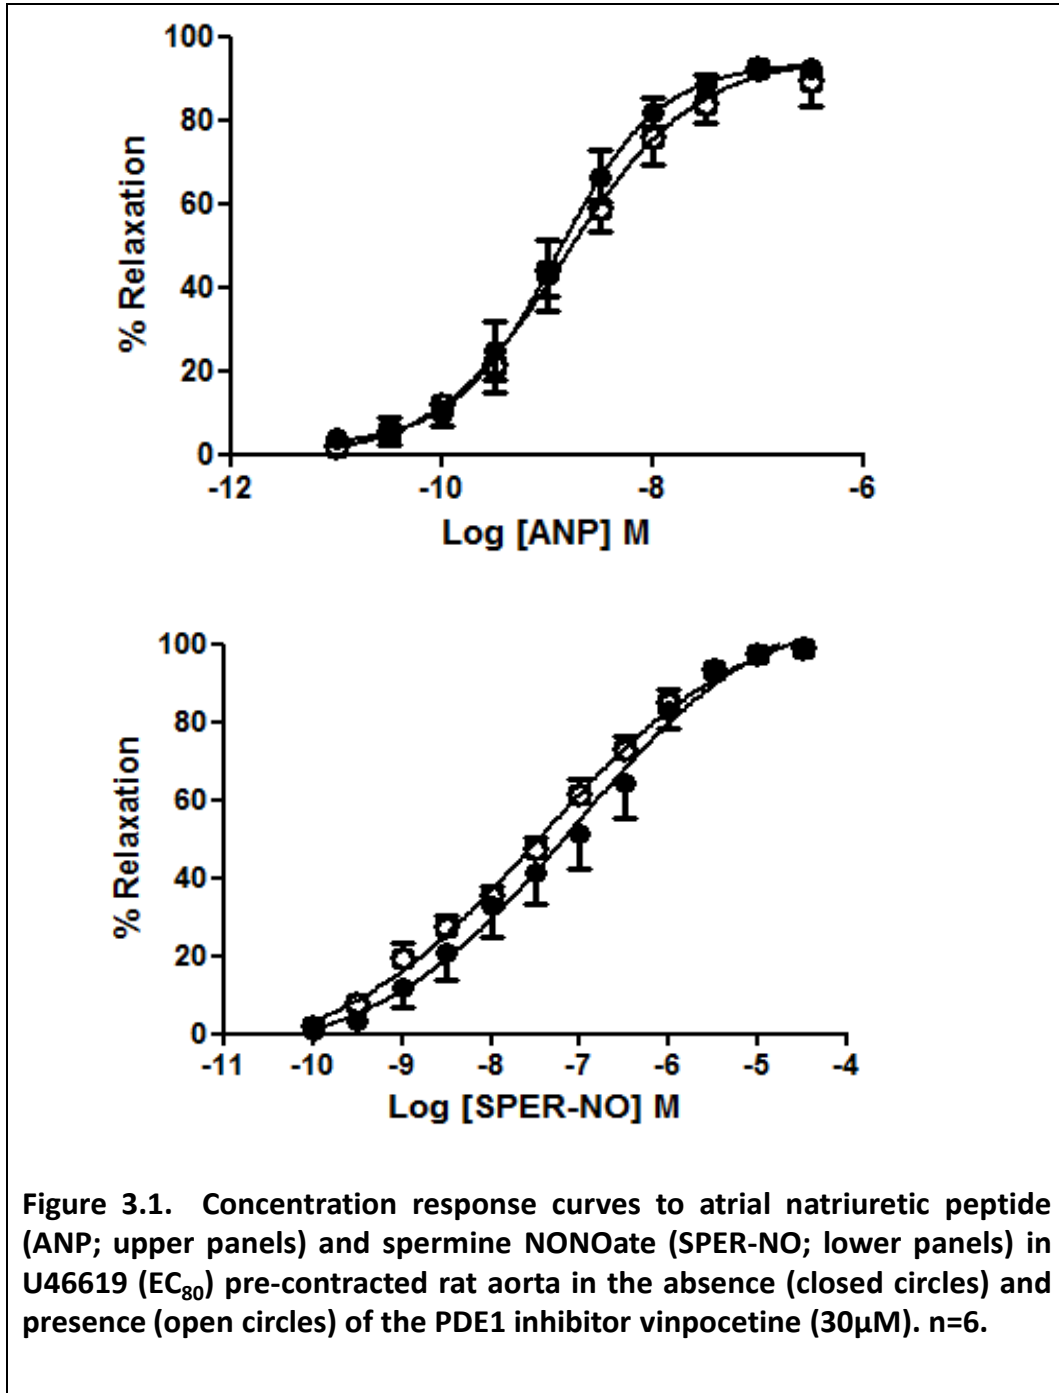 100
80
60
40
20
0
% Relaxation
-12 -10 -8 -6
Log [ANP] M
100
80
60
40
20
0
% Relaxation
-11 -10 -9 -8 -7 -6 -5 -4
Log [SPER-NO] M
Figure 3.1. Concentration response curves to atrial natriuretic peptide
(ANP; upper panels) and spermine NONOate (SPER-NO; lower panels) in
U46619 (EC₈₀) pre-contracted rat aorta in the absence (closed circles) and
presence (open circles) of the PDE1 inhibitor vinpocetine (30µM). n=6.